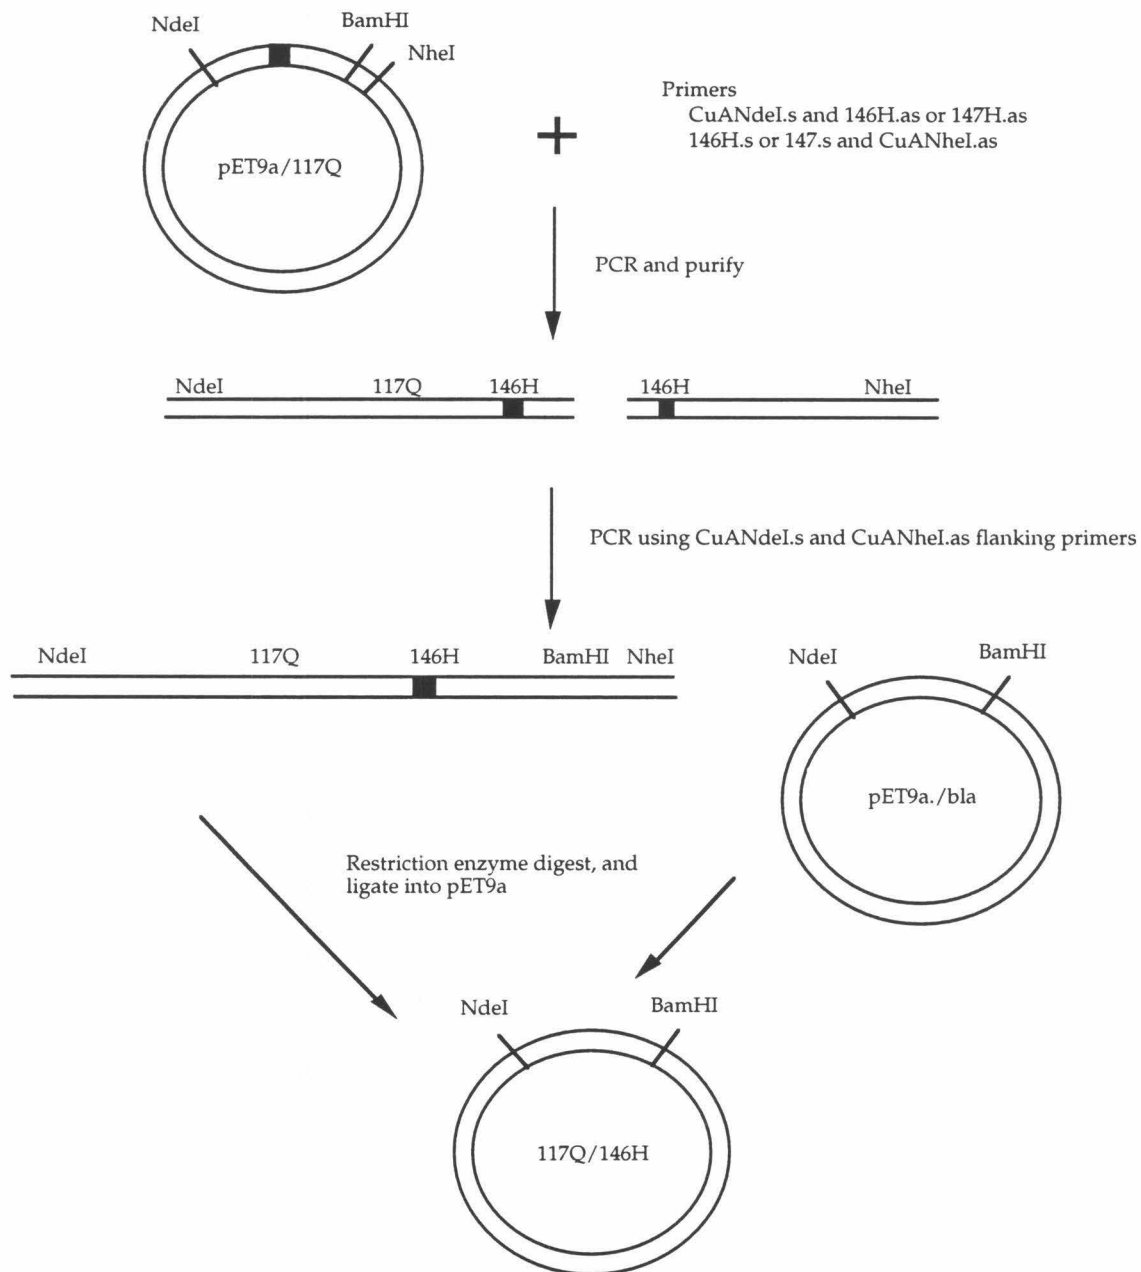 NdeI
BamHI
NheI
pET9a/117Q
Primers
CuANdeI.s and 146H.as or 147H.as
146H.s or 147.s and CuANheI.as
PCR and purify
NdeI 117Q 146H
146H NheI
PCR using CuANdeI.s and CuANheI.as flanking primers
NdeI 117Q 146H BamHI NheI
NdeI
BamHI
pET9a./bla
Restriction enzyme digest, and
ligate into pET9a
NdeI
BamHI
117Q/146H